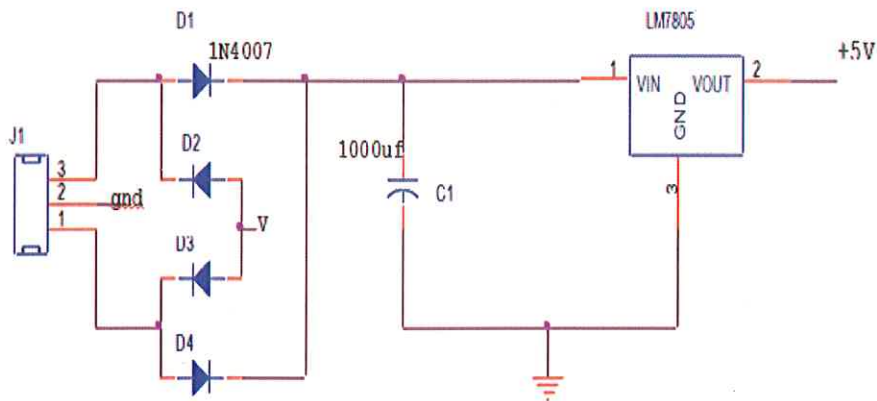 D1
1N4007
LM7805
+5V
1
VIN
VOUT
2
GND
3
J1
3
2
gnd
1
D2
1000uf
C1
V
D3
D4